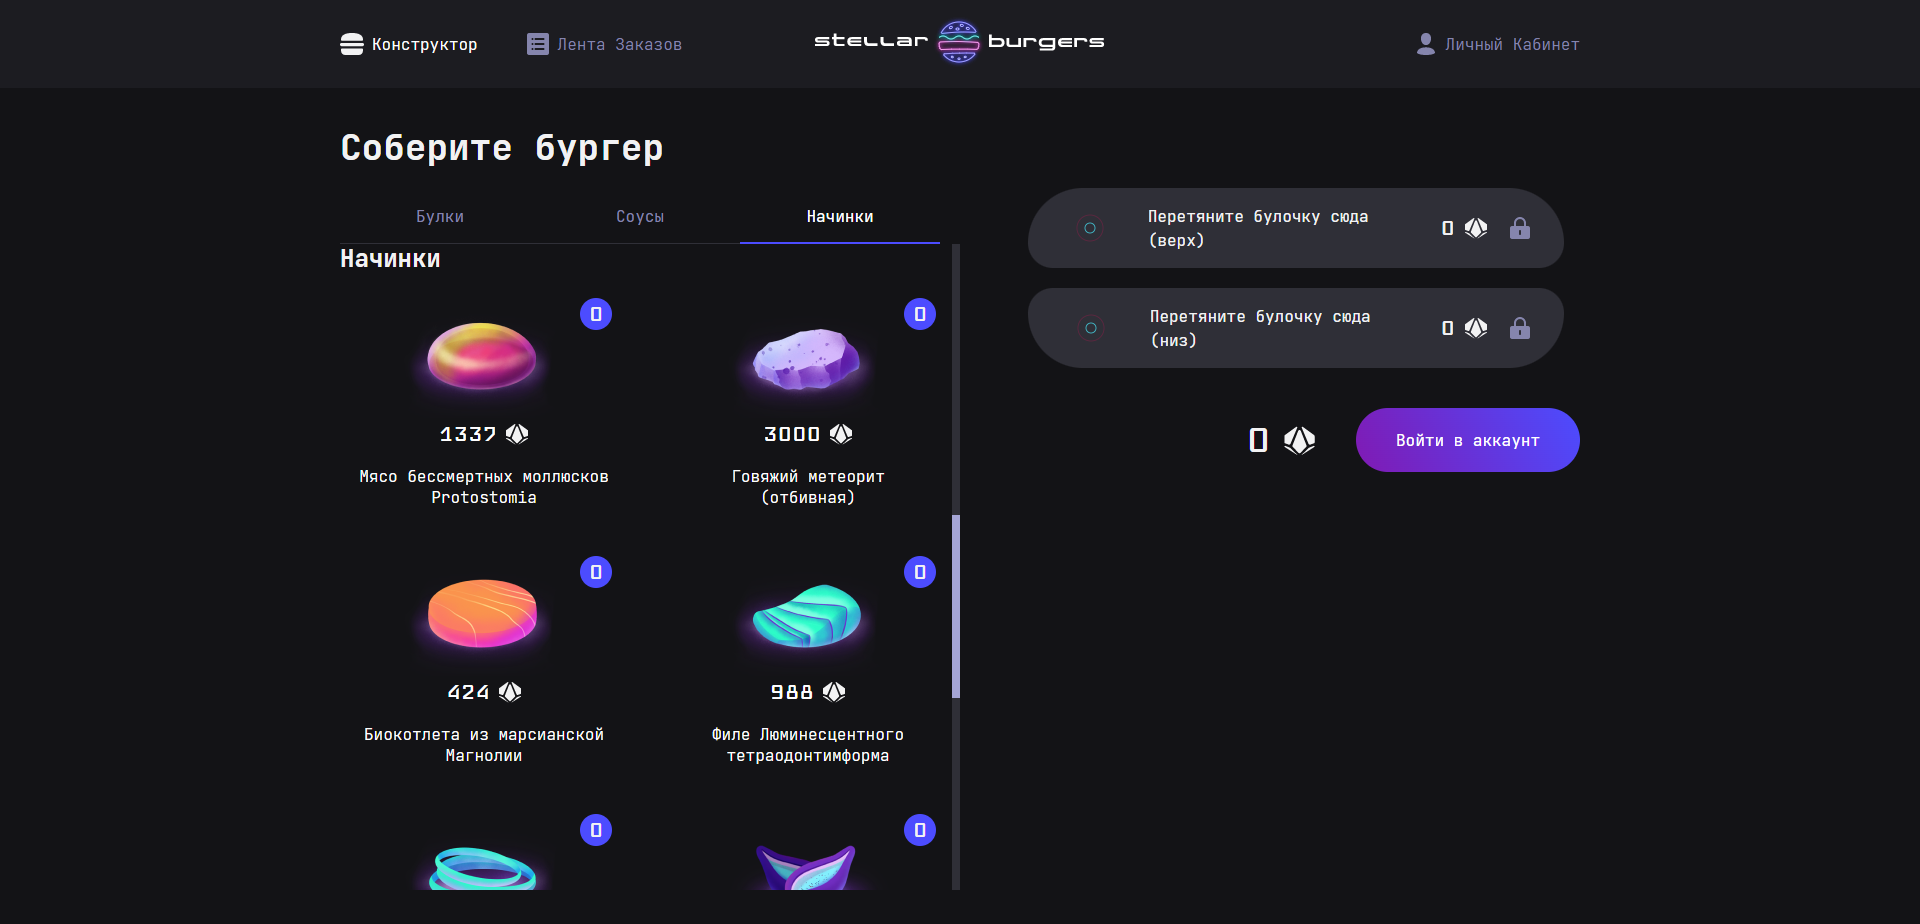 Конструктор
Лента Заказов
stellar burgers
Личный Кабинет
Соберите бургер
Булки
Соусы
Начинки
Начинки
0
0
1337
3000
Мясо бессмертных моллюсков
Protostomia
Говяжий метеорит
(отбивная)
0
0
424
988
Биокотлета из марсианской
Магнолии
Филе Люминесцентного
тетраодонтимформа
0
0
Перетяните булочку сюда
(верх)
0
Перетяните булочку сюда
(низ)
0
0
Войти в аккаунт